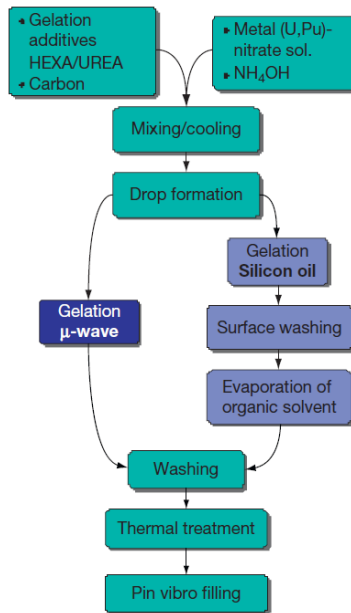 Gelation
additives
HEXA/UREA
Carbon
Metal (U,Pu)-
nitrate sol.
NH₄OH
Mixing/cooling
Drop formation
Gelation
Silicon oil
Gelation
μ-wave
Surface washing
Evaporation of
organic solvent
Washing
Thermal treatment
Pin vibro filling